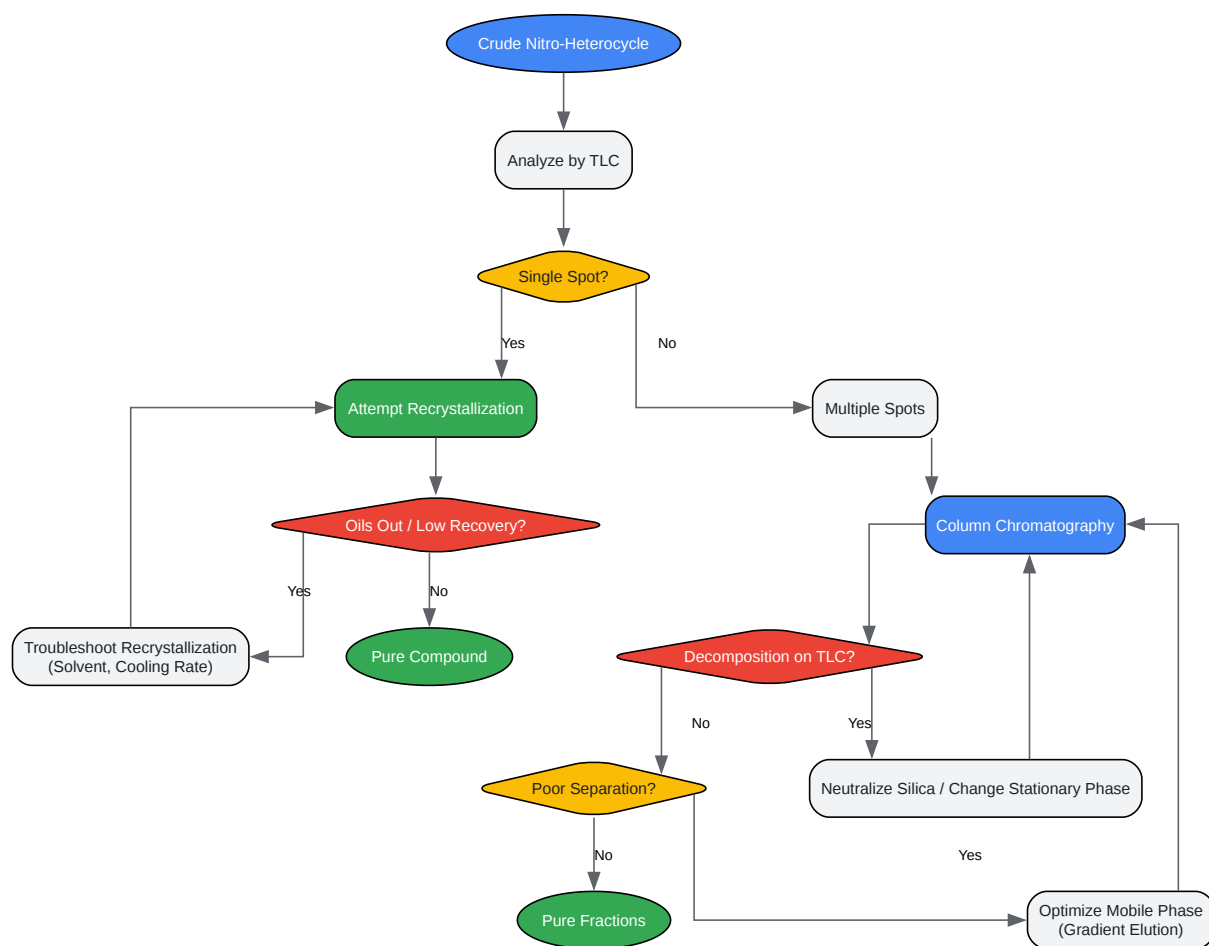 Crude Nitro-Heterocycle
Analyze by TLC
Single Spot?
Yes
No
Attempt Recrystallization
Multiple Spots
Oils Out / Low Recovery?
Column Chromatography
Yes
No
Troubleshoot Recrystallization
(Solvent, Cooling Rate)
Pure Compound
Decomposition on TLC?
No
Yes
Poor Separation?
Neutralize Silica / Change Stationary Phase
No
Yes
Pure Fractions
Optimize Mobile Phase
(Gradient Elution)